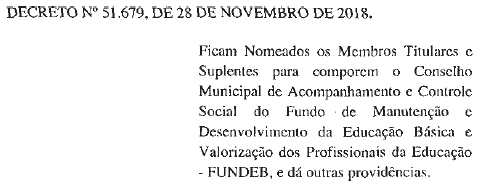 DECRETO Nº 51.679, DE 28 DE NOVEMBRO DE 2018.
Ficam Nomeados os Membros Titulares e
Suplentes para comporem o Conselho
Municipal de Acompanhamento e Controle
Social do Fundo de Manutenção e
Desenvolvimento da Educação Básica e
Valorização dos Profissionais da Educação
- FUNDEB, e dá outras providências.